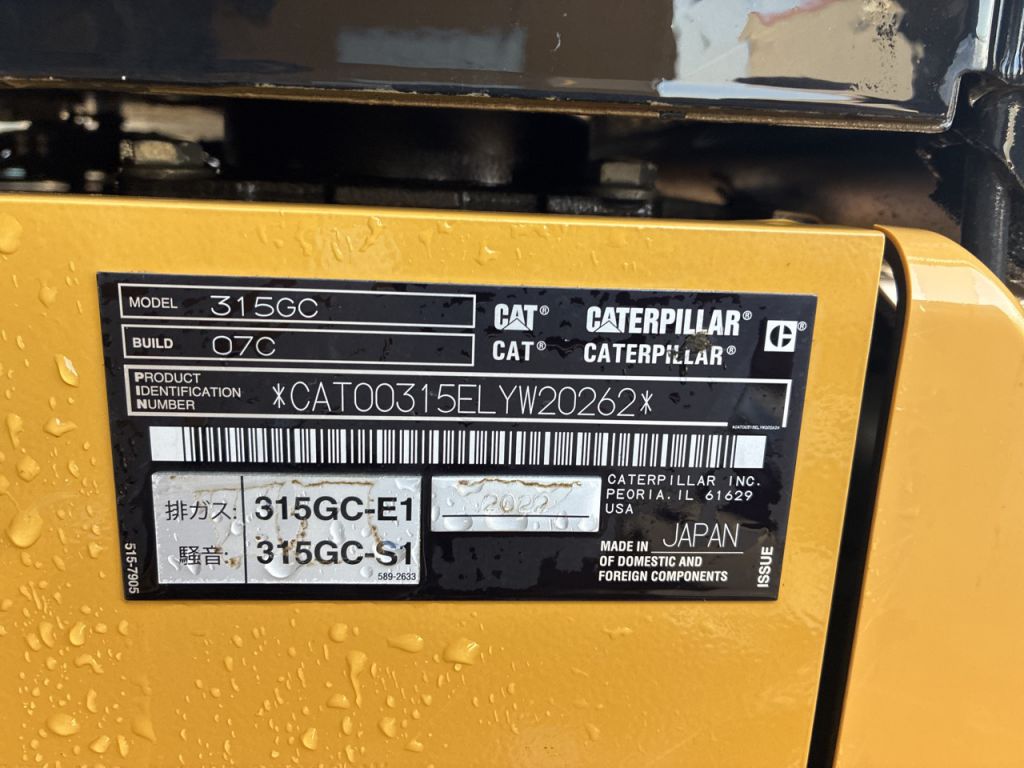 MODEL 315GC
BUILD 07C
CAT® CATERPILLAR®
CAT® CATERPILLAR®
PRODUCT
IDENTIFICATION
NUMBER
*CAT00315ELYW20262*
排ガス: 315GC-E1
騒音: 315GC-S1
589-2633
2022
CATERPILLAR INC.
PEORIA, IL 61629
USA
MADE IN JAPAN
OF DOMESTIC AND
FOREIGN COMPONENTS
515-7905
ISSUE